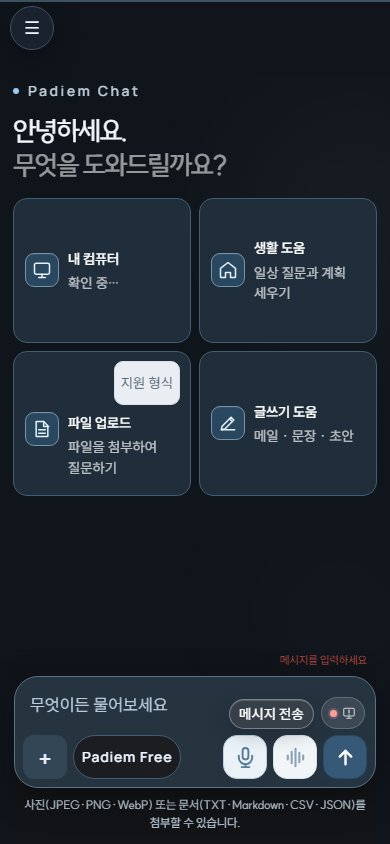 Padiem Chat
안녕하세요.
무엇을 도와드릴까요?
내 컴퓨터
확인 중…
생활 도움
일상 질문과 계획
세우기
지원 형식
파일 업로드
파일을 첨부하여
질문하기
글쓰기 도움
메일 · 문장 · 초안
메시지를 입력하세요
무엇이든 물어보세요
메시지 전송
Padiem Free
사진(JPEG·PNG·WebP) 또는 문서(TXT·Markdown·CSV·JSON)를
첨부할 수 있습니다.